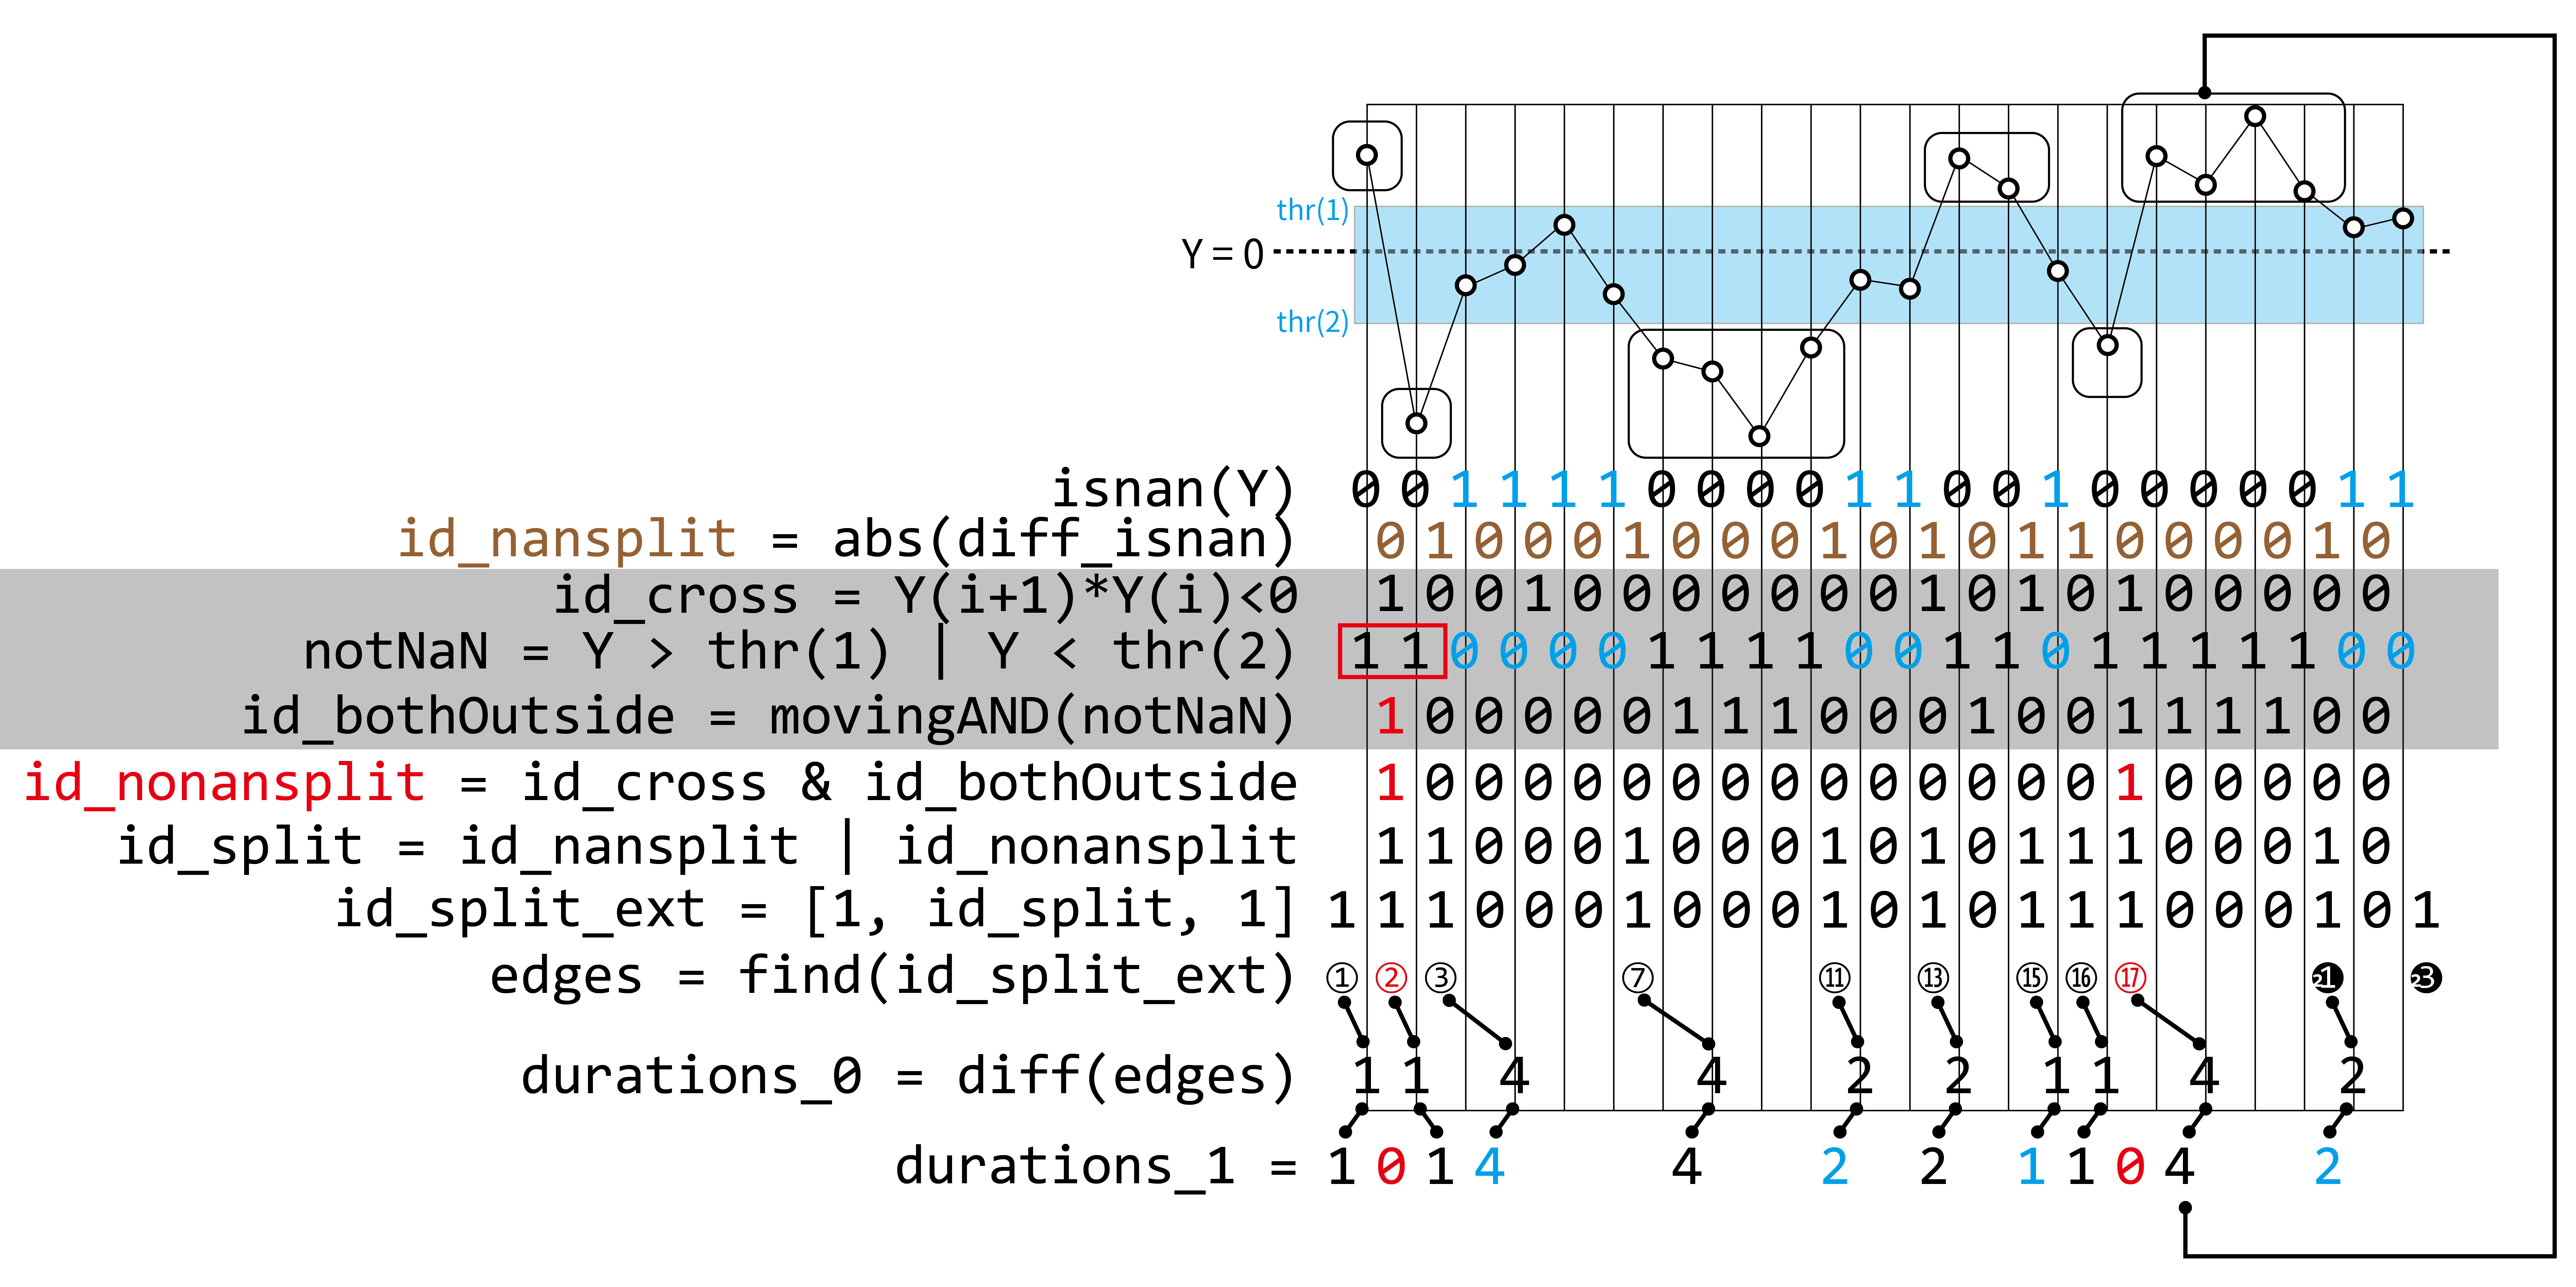 thr(1)
Y = 0
thr(2)
isnan(Y) 0 0 1 1 1 1 0 0 0 0 1 1 0 0 1 0 0 0 0 0 1 1
id_nansplit = abs(diff_isnan) 0 1 0 0 0 1 0 0 0 1 0 1 0 1 1 0 0 0 0 1 0
id_cross = Y(i+1)*Y(i)<0 1 0 0 1 0 0 0 0 0 0 0 1 0 1 0 1 0 0 0 0 0
notNaN = Y > thr(1) | Y < thr(2) 1 1 0 0 0 0 1 1 1 1 0 0 1 1 0 1 1 1 1 1 0 0
id_bothOutside = movingAND(notNaN) 1 0 0 0 0 0 1 1 1 0 0 0 1 0 0 1 1 1 1 0 0
id_nonansplit = id_cross & id_bothOutside 1 0 0 0 0 0 0 0 0 0 0 0 0 0 0 1 0 0 0 0 0
id_split = id_nansplit | id_nonansplit 1 1 0 0 0 1 0 0 0 1 0 1 0 1 1 1 0 0 0 1 0
id_split_ext = [1, id_split, 1] 1 1 1 0 0 0 1 0 0 0 1 0 1 0 1 1 1 0 0 0 1 0 1
edges = find(id_split_ext) ① ② ③ ⑦ ⑪ ⑬ ⑮ ⑯ ⑰ 21 23
durations_0 = diff(edges) 1 1 4 4 2 2 1 1 4 2
durations_1 = 1 0 1 4 4 2 2 1 1 0 4 2